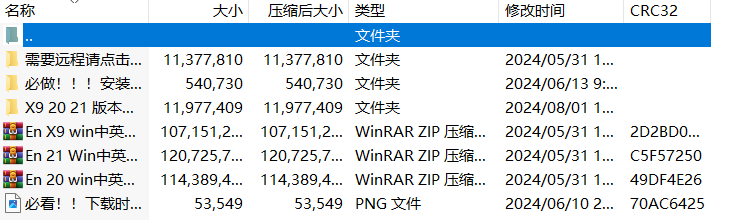 名称 大小 压缩后大小 类型 修改时间 CRC32
.. 文件夹
需要远程请点击... 11,377,810 11,377,810 文件夹 2024/05/31 1...
必做！！！安装... 540,730 540,730 文件夹 2024/06/13 9:...
X9 20 21 版本... 11,977,409 11,977,409 文件夹 2024/08/01 1...
En X9 win中英... 107,151,2... 107,151,2... WinRAR ZIP 压缩... 2024/05/31 1... 2D2BD0...
En 21 Win中英... 120,725,7... 120,725,7... WinRAR ZIP 压缩... 2024/05/31 1... C5F57250
En 20 win中英... 114,389,4... 114,389,4... WinRAR ZIP 压缩... 2024/05/31 1... 49DF4E26
必看！！下载时... 53,549 53,549 PNG 文件 2024/06/10 2... 70AC6425